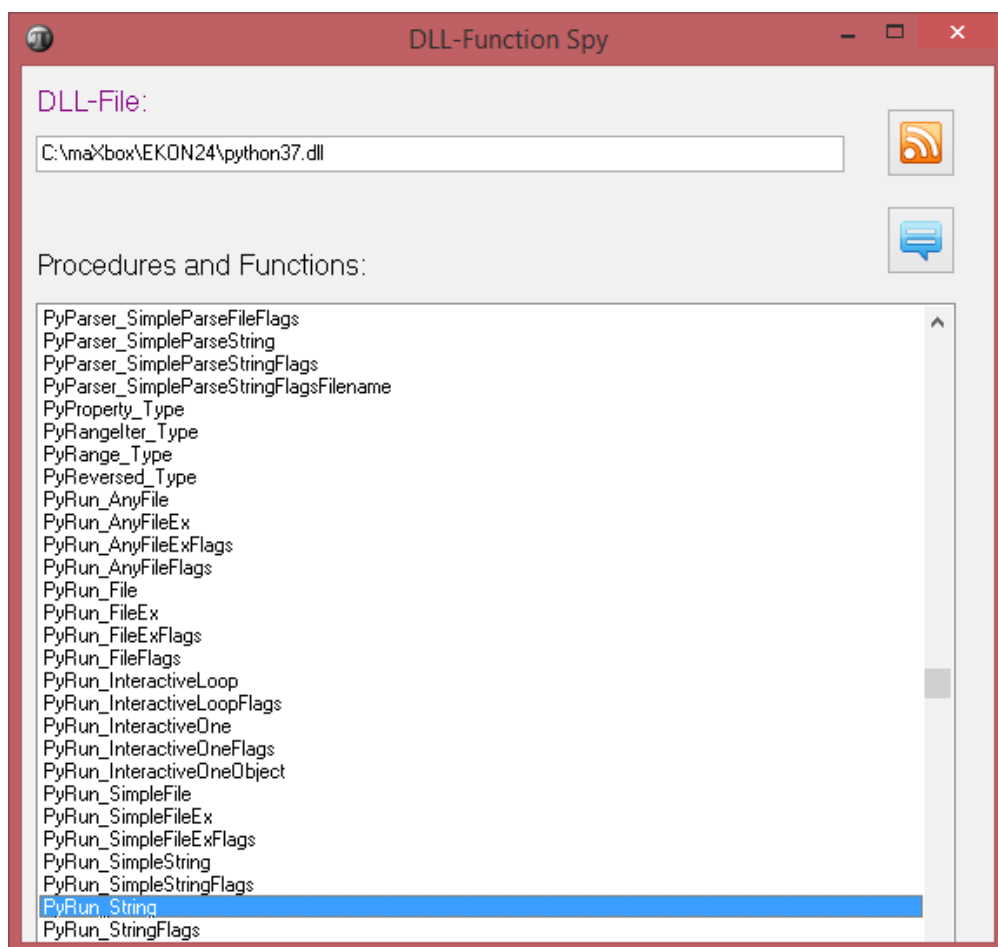 DLL-Function Spy
DLL-File:
C:\maXbox\EKON24\python37.dll
Procedures and Functions:
PyParser_SimpleParseFileFlags
PyParser_SimpleParseString
PyParser_SimpleParseStringFlags
PyParser_SimpleParseStringFlagsFilename
PyProperty_Type
PyRangeIter_Type
PyRange_Type
PyReversed_Type
PyRun_AnyFile
PyRun_AnyFileEx
PyRun_AnyFileExFlags
PyRun_AnyFileFlags
PyRun_File
PyRun_FileEx
PyRun_FileExFlags
PyRun_FileFlags
PyRun_InteractiveLoop
PyRun_InteractiveLoopFlags
PyRun_InteractiveOne
PyRun_InteractiveOneFlags
PyRun_InteractiveOneObject
PyRun_SimpleFile
PyRun_SimpleFileEx
PyRun_SimpleFileExFlags
PyRun_SimpleString
PyRun_SimpleStringFlags
PyRun_String
PyRun_StringFlags